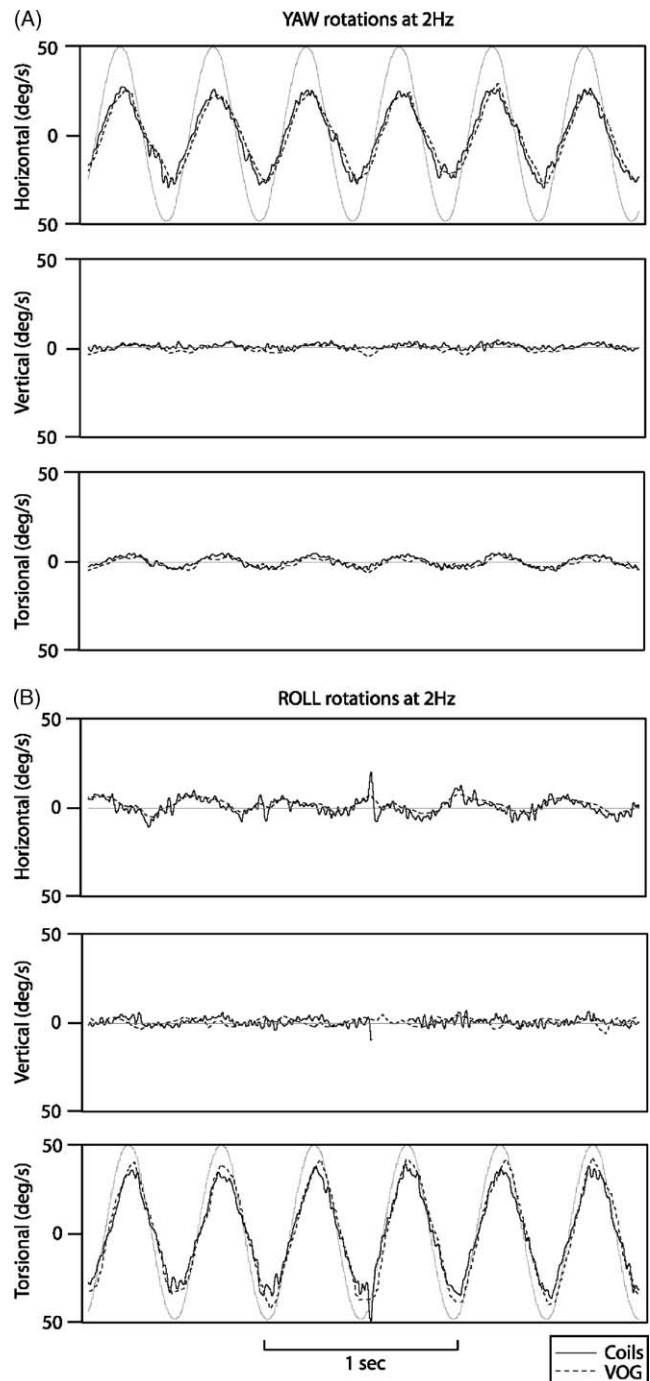 (A)
YAW rotations at 2Hz
50
Horizontal (deg/s)
0
50
50
Vertical (deg/s)
0
50
50
Torsional (deg/s)
0
50
(B)
ROLL rotations at 2Hz
50
Horizontal (deg/s)
0
50
50
Vertical (deg/s)
0
50
50
Torsional (deg/s)
0
50
1 sec
Coils
VOG